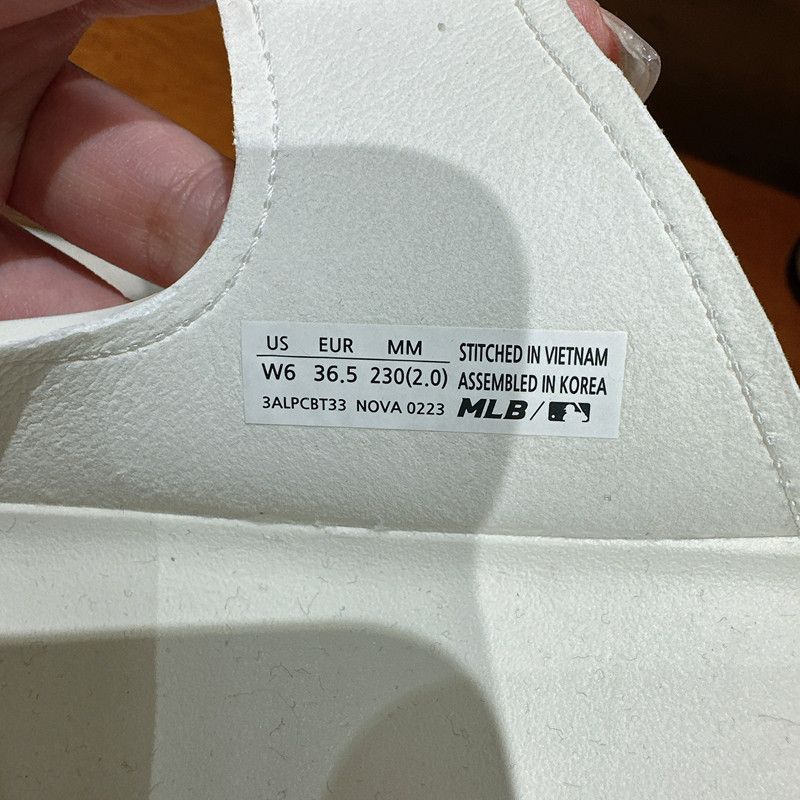 US EUR MM
W6 36.5 230(2.0)
3ALPCBT33 NOVA 0223
STITCHED IN VIETNAM
ASSEMBLED IN KOREA
MLB /